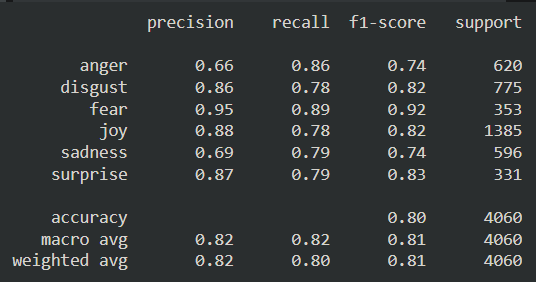 precision recall f1-score support
anger 0.66 0.86 0.74 620
disgust 0.86 0.78 0.82 775
fear 0.95 0.89 0.92 353
joy 0.88 0.78 0.82 1385
sadness 0.69 0.79 0.74 596
surprise 0.87 0.79 0.83 331
accuracy 0.80 4060
macro avg 0.82 0.82 0.81 4060
weighted avg 0.82 0.80 0.81 4060